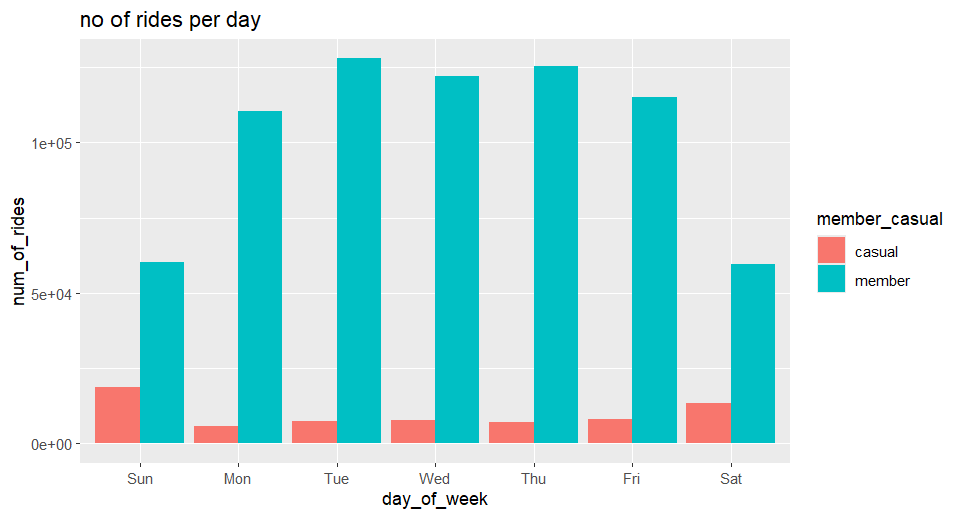 no of rides per day
num_of_rides
1e+05
5e+04
0e+00
Sun Mon Tue Wed Thu Fri Sat
day_of_week
member_casual
casual
member